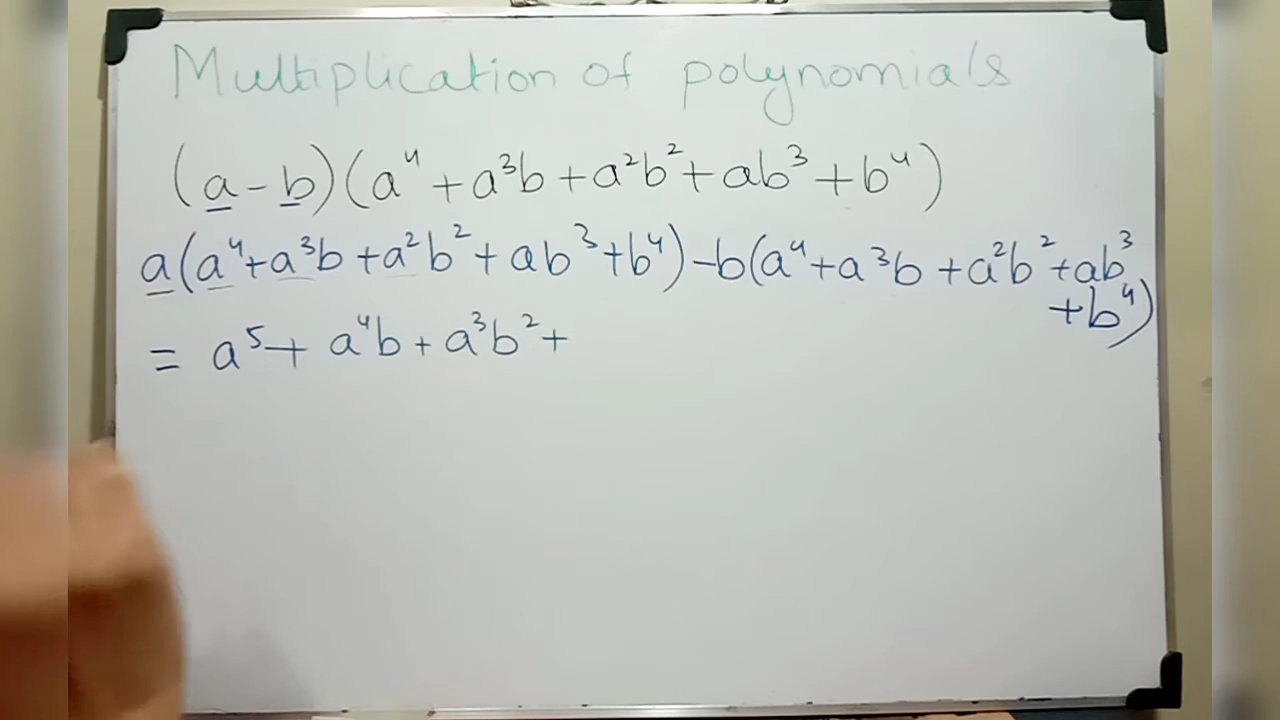 Multiplication of polynomials
(a - b)(a⁴ + a³b + a²b² + ab³ + b⁴)
a(a⁴ + a³b + a²b² + ab³ + b⁴) - b(a⁴ + a³b + a²b² + ab³
+ b⁴)
= a⁵ + a⁴b + a³b² +